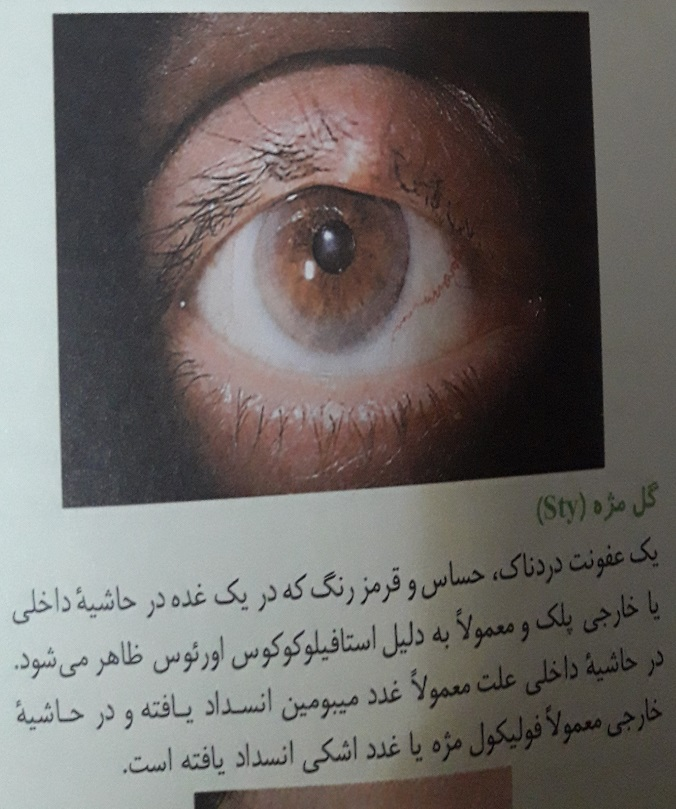 گل مژه (Sty)
یک عفونت دردناک، حساس و قرمز رنگ که در یک غده در حاشیهٔ داخلی
یا خارجی پلک و معمولاً به دلیل استافیلوکوکوس اورئوس ظاهر می‌شود.
در حاشیهٔ داخلی علت معمولاً غدد میبومین انسداد یافته و در حاشیهٔ
خارجی معمولاً فولیکول مژه یا غدد اشکی انسداد یافته است.